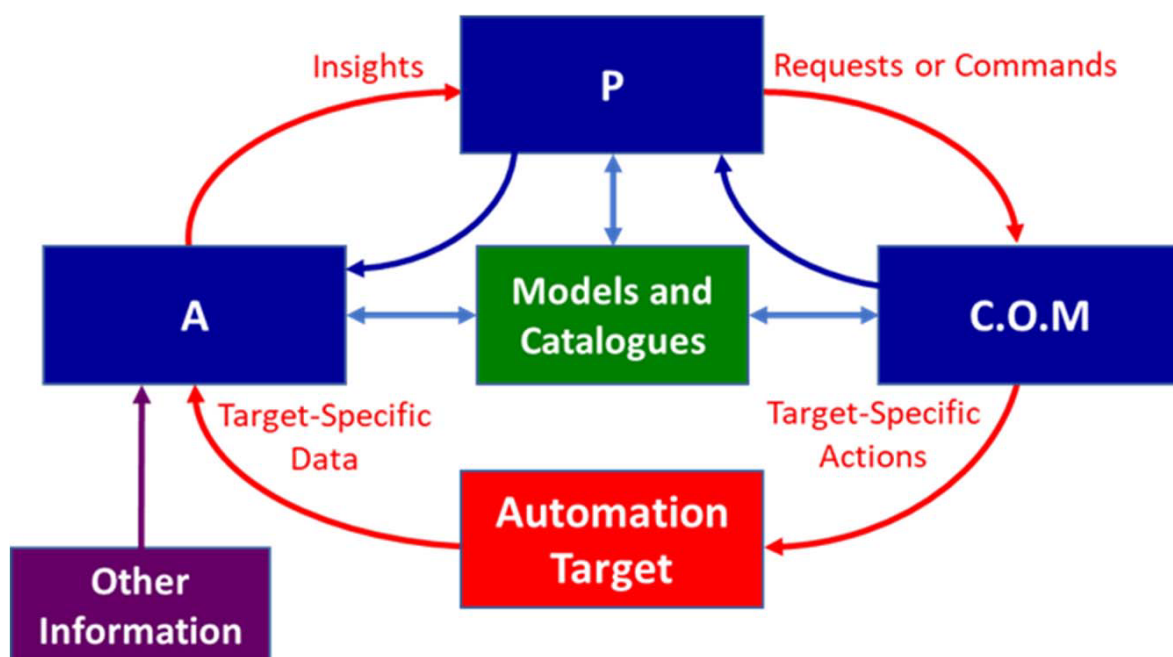 Insights
P
Requests or Commands
A
Models and
Catalogues
C.O.M
Target-Specific
Data
Target-Specific
Actions
Automation
Target
Other
Information